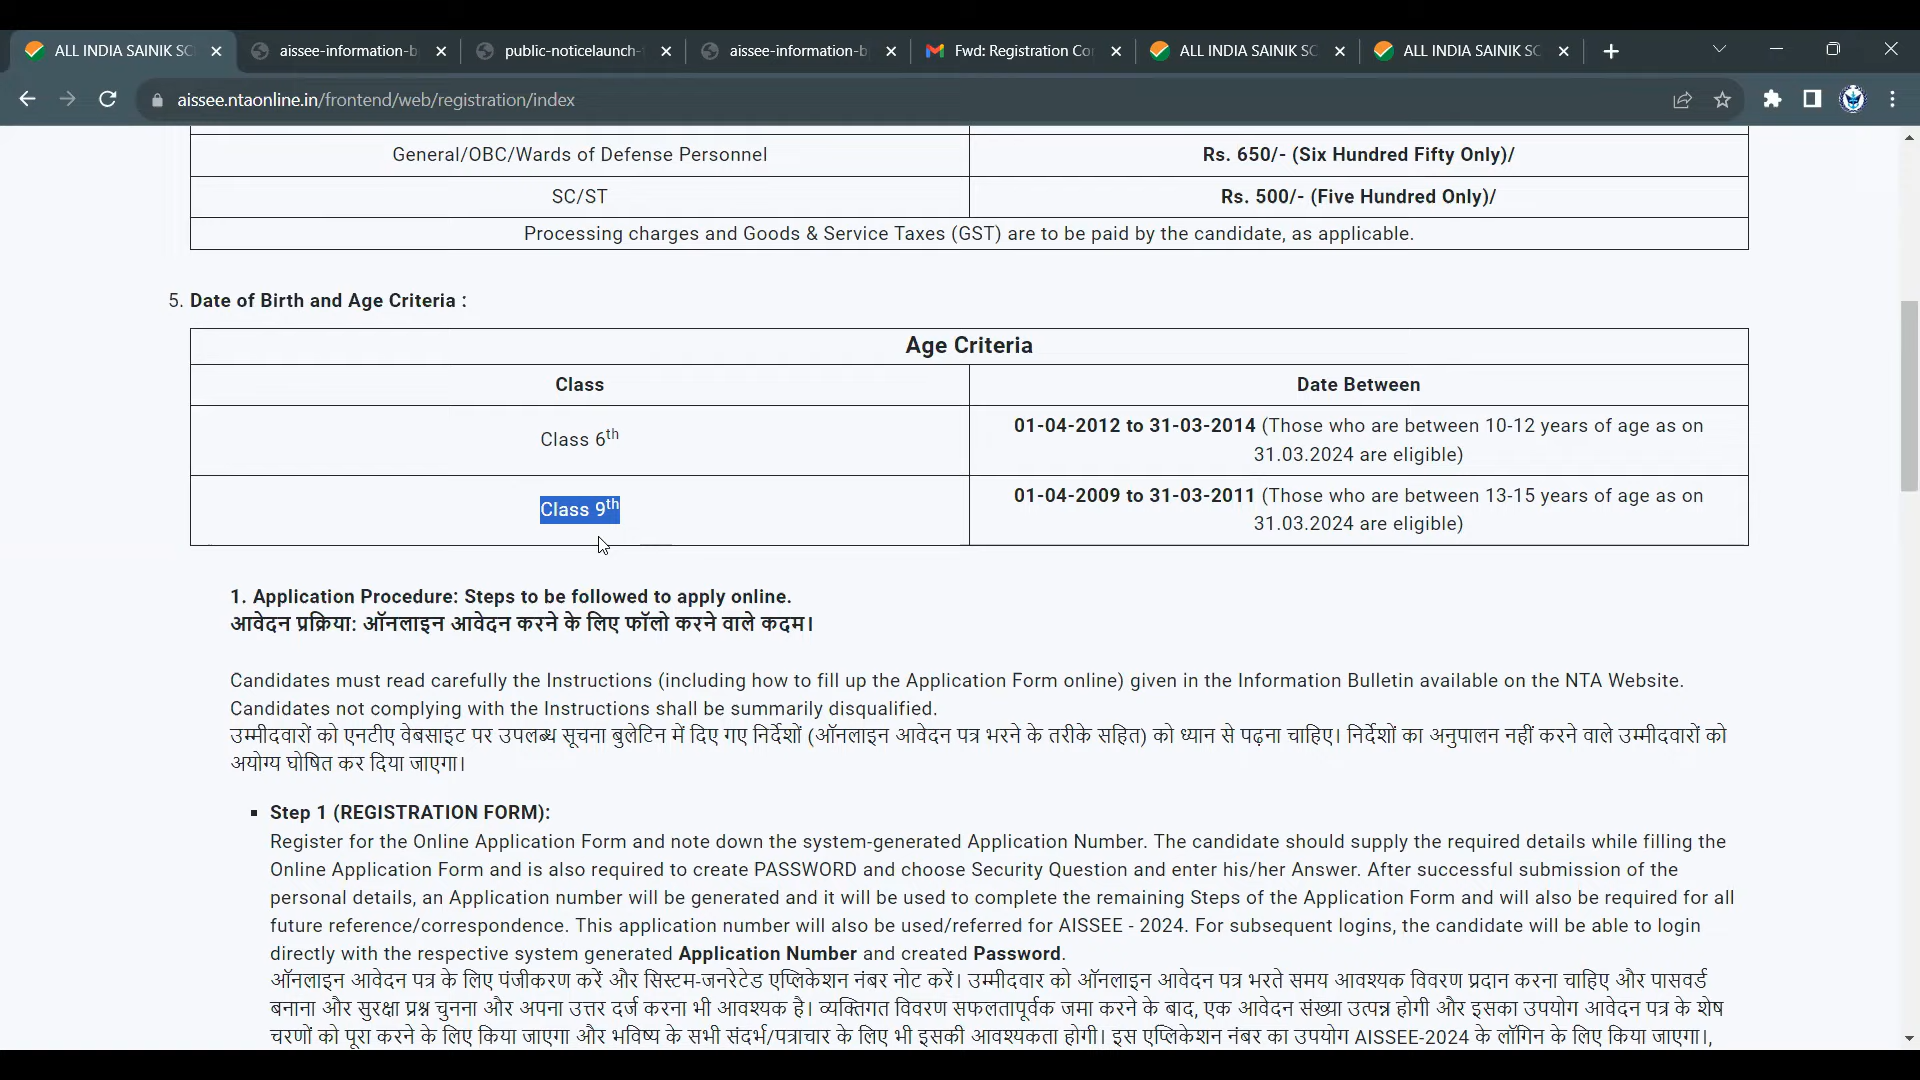 ALL INDIA SAINIK SC
aissee-information-b
public-noticelaunch-
aissee-information-b
Fwd: Registration Co
ALL INDIA SAINIK SC
ALL INDIA SAINIK SC
aissee.ntaonline.in/frontend/web/registration/index
General/OBC/Wards of Defense Personnel
Rs. 650/- (Six Hundred Fifty Only)/
SC/ST
Rs. 500/- (Five Hundred Only)/
Processing charges and Goods & Service Taxes (GST) are to be paid by the candidate, as applicable.
5. Date of Birth and Age Criteria :
Age Criteria
Class
Date Between
Class 6th
01-04-2012 to 31-03-2014 (Those who are between 10-12 years of age as on
31.03.2024 are eligible)
Class 9th
01-04-2009 to 31-03-2011 (Those who are between 13-15 years of age as on
31.03.2024 are eligible)
1. Application Procedure: Steps to be followed to apply online.
आवेदन प्रक्रिया: ऑनलाइन आवेदन करने के लिए फॉलो करने वाले कदम।
Candidates must read carefully the Instructions (including how to fill up the Application Form online) given in the Information Bulletin available on the NTA Website.
Candidates not complying with the Instructions shall be summarily disqualified.
उम्मीदवारों को एनटीए वेबसाइट पर उपलब्ध सूचना बुलेटिन में दिए गए निर्देशों (ऑनलाइन आवेदन पत्र भरने के तरीके सहित) को ध्यान से पढ़ना चाहिए। निर्देशों का अनुपालन नहीं करने वाले उम्मीदवारों को
अयोग्य घोषित कर दिया जाएगा।
▪ Step 1 (REGISTRATION FORM):
Register for the Online Application Form and note down the system-generated Application Number. The candidate should supply the required details while filling the
Online Application Form and is also required to create PASSWORD and choose Security Question and enter his/her Answer. After successful submission of the
personal details, an Application number will be generated and it will be used to complete the remaining Steps of the Application Form and will also be required for all
future reference/correspondence. This application number will also be used/referred for AISSEE - 2024. For subsequent logins, the candidate will be able to login
directly with the respective system generated Application Number and created Password.
ऑनलाइन आवेदन पत्र के लिए पंजीकरण करें और सिस्टम-जनरेटेड एप्लिकेशन नंबर नोट करें। उम्मीदवार को ऑनलाइन आवेदन पत्र भरते समय आवश्यक विवरण प्रदान करना चाहिए और पासवर्ड
बनाना और सुरक्षा प्रश्न चुनना और अपना उत्तर दर्ज करना भी आवश्यक है। व्यक्तिगत विवरण सफलतापूर्वक जमा करने के बाद, एक आवेदन संख्या उत्पन्न होगी और इसका उपयोग आवेदन पत्र के शेष
चरणों को पूरा करने के लिए किया जाएगा और भविष्य के सभी संदर्भ/पत्राचार के लिए भी इसकी आवश्यकता होगी। इस एप्लिकेशन नंबर का उपयोग AISSEE-2024 के लॉगिन के लिए किया जाएगा।,